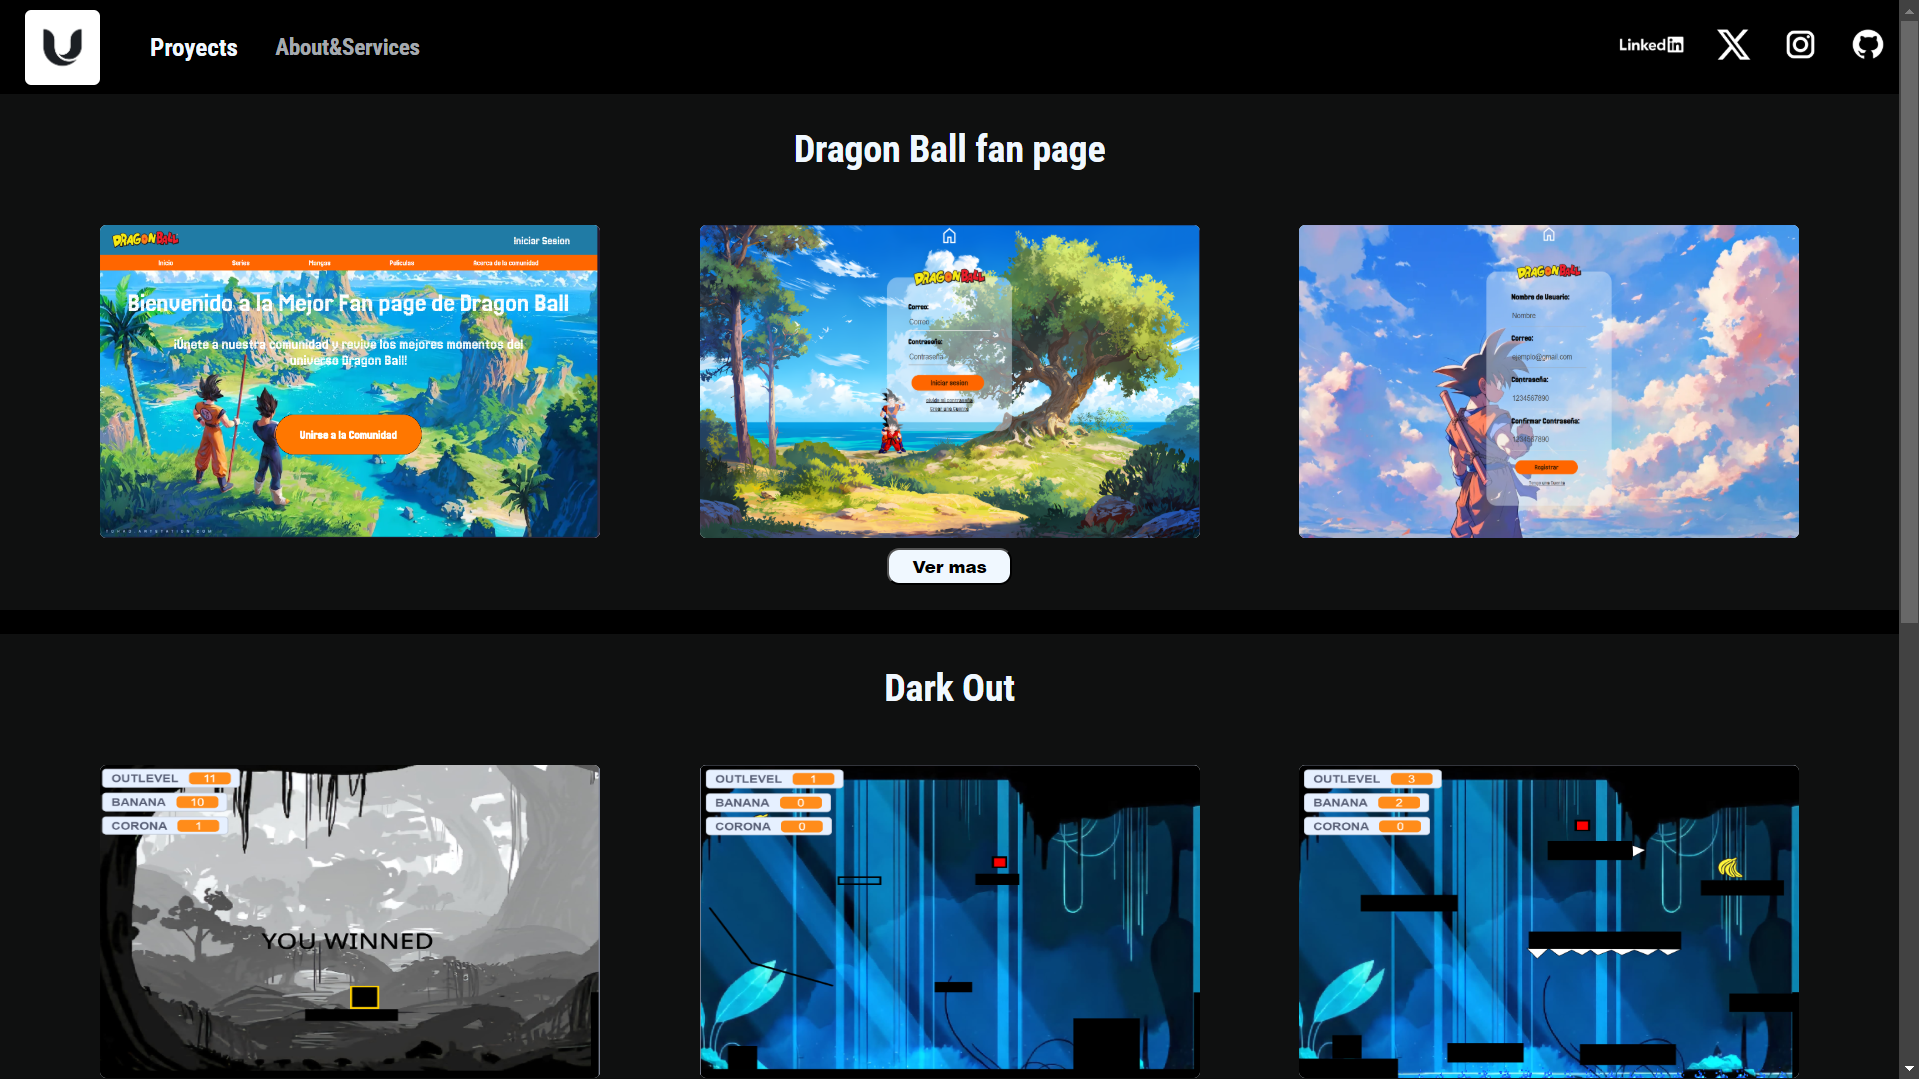 Proyects
About&Services
Linked in
Dragon Ball fan page
DRAGON BALL
Iniciar Sesion
Inicio
Series
Mangas
Peliculas
Acerca de la comunidad
Bienvenido a la Mejor Fan page de Dragon Ball
¡Únete a nuestra comunidad y revive los mejores momentos del
universo Dragon Ball!
Unirse a la Comunidad
DRAGON BALL
Correo:
Correo
Contraseña:
Contraseña
Iniciar sesion
Crear una Cuenta
DRAGON BALL
Nombre de Usuario:
Nombre
Correo:
ejemplo@gmail.com
Contraseña:
1234567890
Confirmar Contraseña:
1234567890
Registrar
Ver mas
Dark Out
OUTLEVEL 11
BANANA 10
CORONA 1
YOU WINNED
OUTLEVEL 1
BANANA 0
CORONA 0
OUTLEVEL 3
BANANA 2
CORONA 0